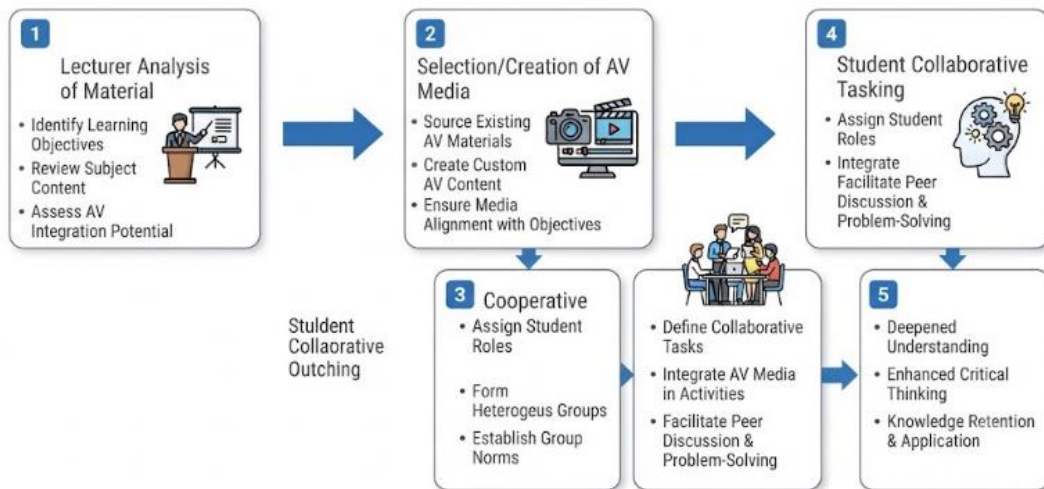 1
Lecturer Analysis
of Material
• Identify Learning
Objectives
• Review Subject
Content
• Assess AV
Integration Potential
2
Selection/Creation of AV
Media
• Source Existing
AV Materials
• Create Custom
AV Content
• Ensure Media
Alignment with Objectives
4
Student Collaborative
Tasking
• Assign Student
Roles
• Integrate
Facilitate Peer
Discussion &
Problem-Solving
Stuldent
Collaorative
Outching
3
Cooperative
• Assign Student
Roles
• Form
Heterogeus Groups
• Establish Group
Norms
• Define Collaborative
Tasks
• Integrate AV Media
in Activities
• Facilitate Peer
Discussion &
Problem-Solving
5
• Deepened
Understanding
• Enhanced Critical
Thinking
• Knowledge Retention
& Application